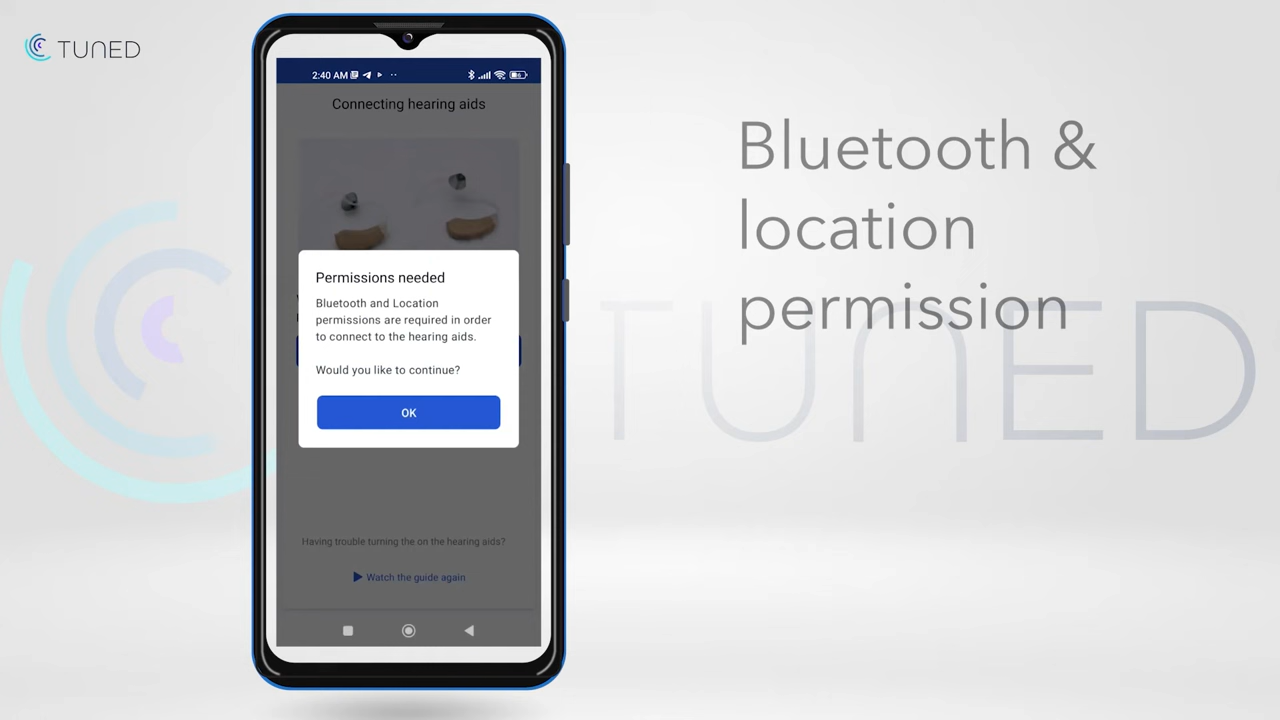 TUNED
2:40 AM
Connecting hearing aids
Permissions needed
Bluetooth and Location
permissions are required in order
to connect to the hearing aids.
Would you like to continue?
OK
Having trouble turning the on the hearing aids?
Watch the guide again
Bluetooth &
location
permission
TUNED